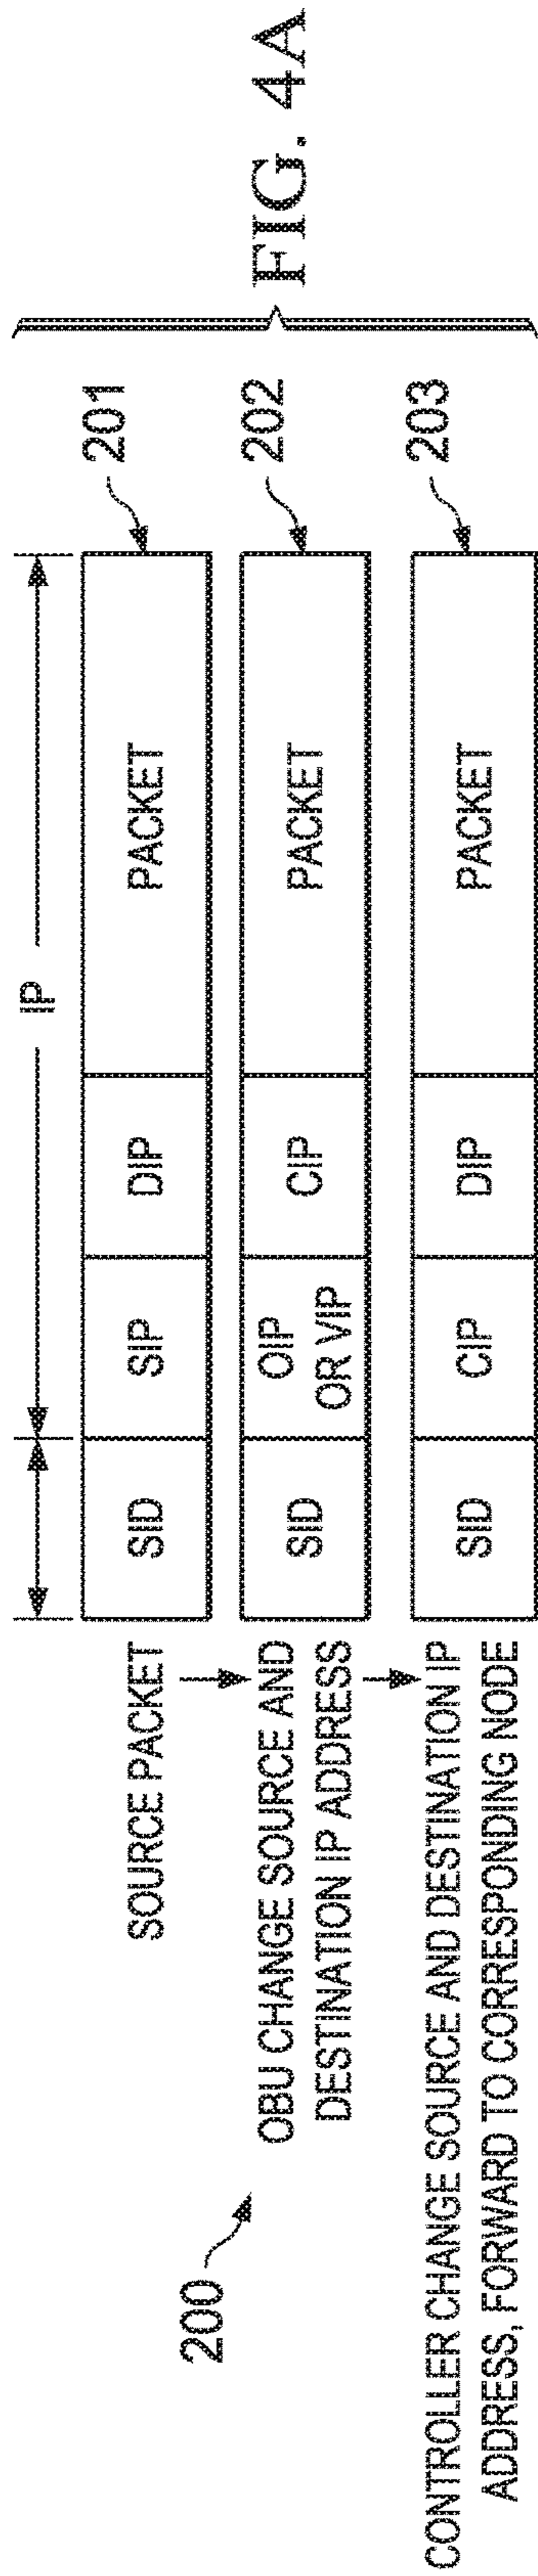 200
IP
SOURCE PACKET
SID
SIP
DIP
PACKET
201
OBU CHANGE SOURCE AND
DESTINATION IP ADDRESS
SID
OIP
OR VIP
CIP
PACKET
202
CONTROLLER CHANGE SOURCE AND DESTINATION IP
ADDRESS, FORWARD TO CORRESPONDING NODE
SID
CIP
DIP
PACKET
203
FIG. 4A